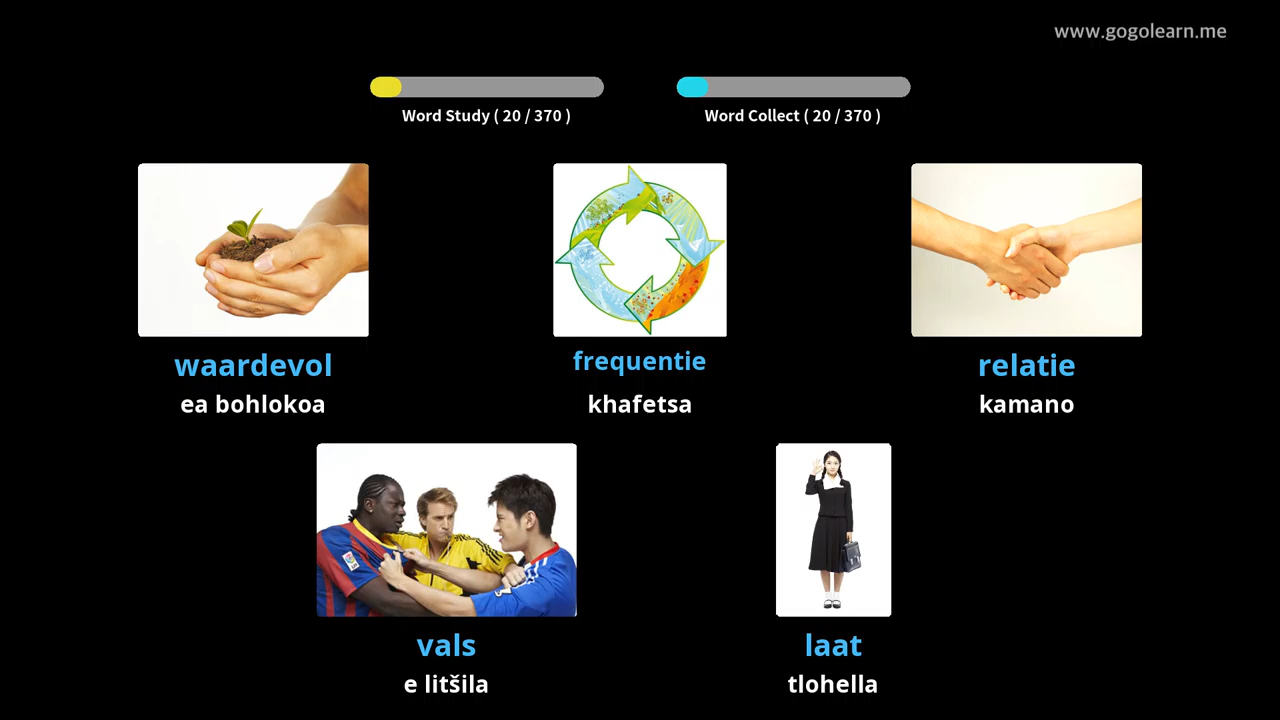 www.gogolearn.me
Word Study ( 20 / 370 )
Word Collect ( 20 / 370 )
waardevol
ea bohlokoa
frequentie
khafetsa
relatie
kamano
vals
e litšila
laat
tlohella